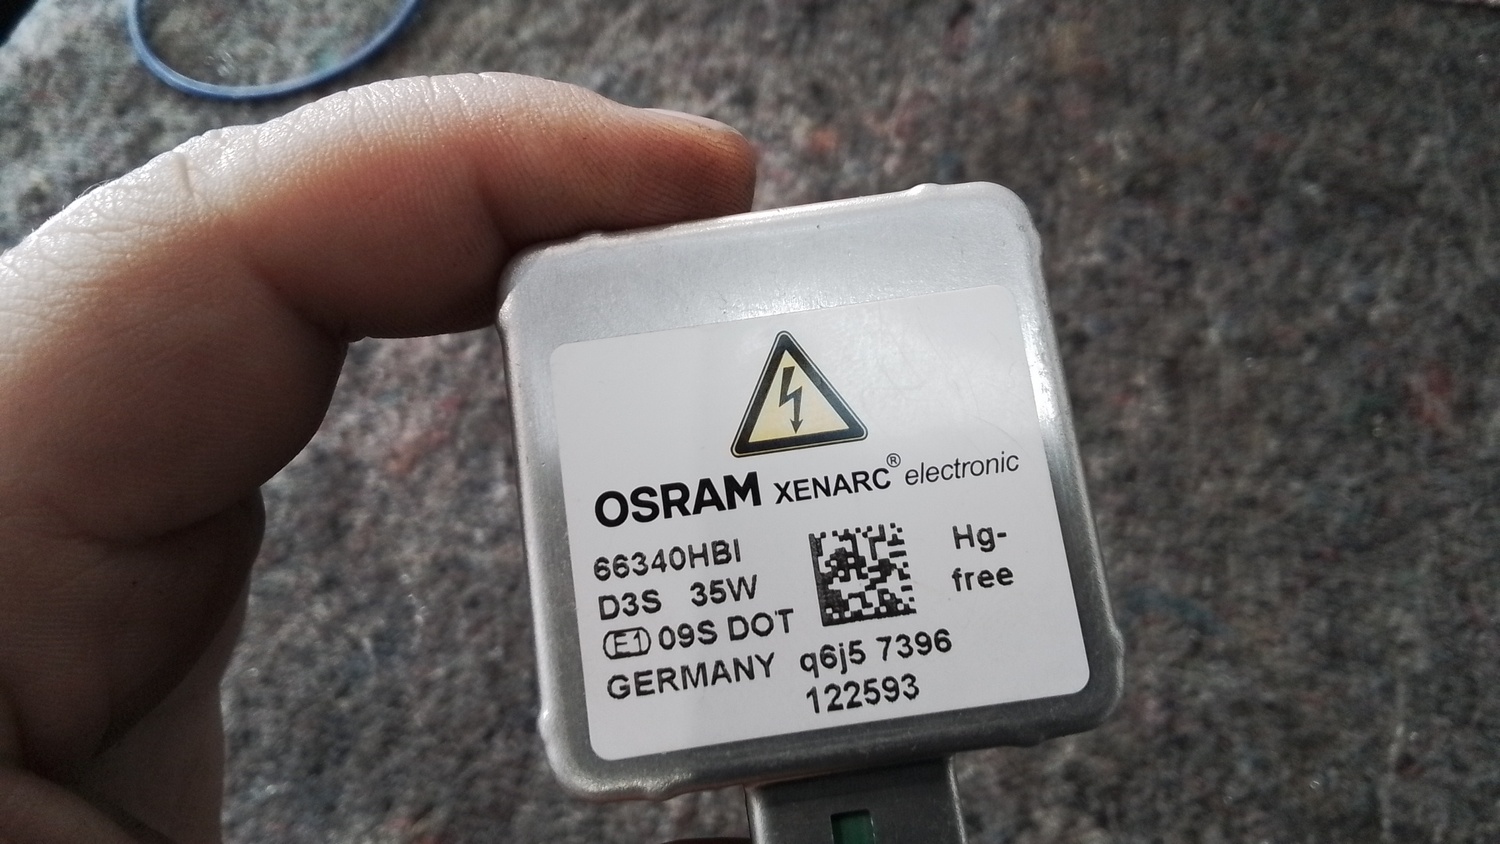 OSRAM XENARC® electronic
66340HBI
D3S 35W
E1 09S DOT
GERMANY
Hg-
free
q6j5 7396
122593